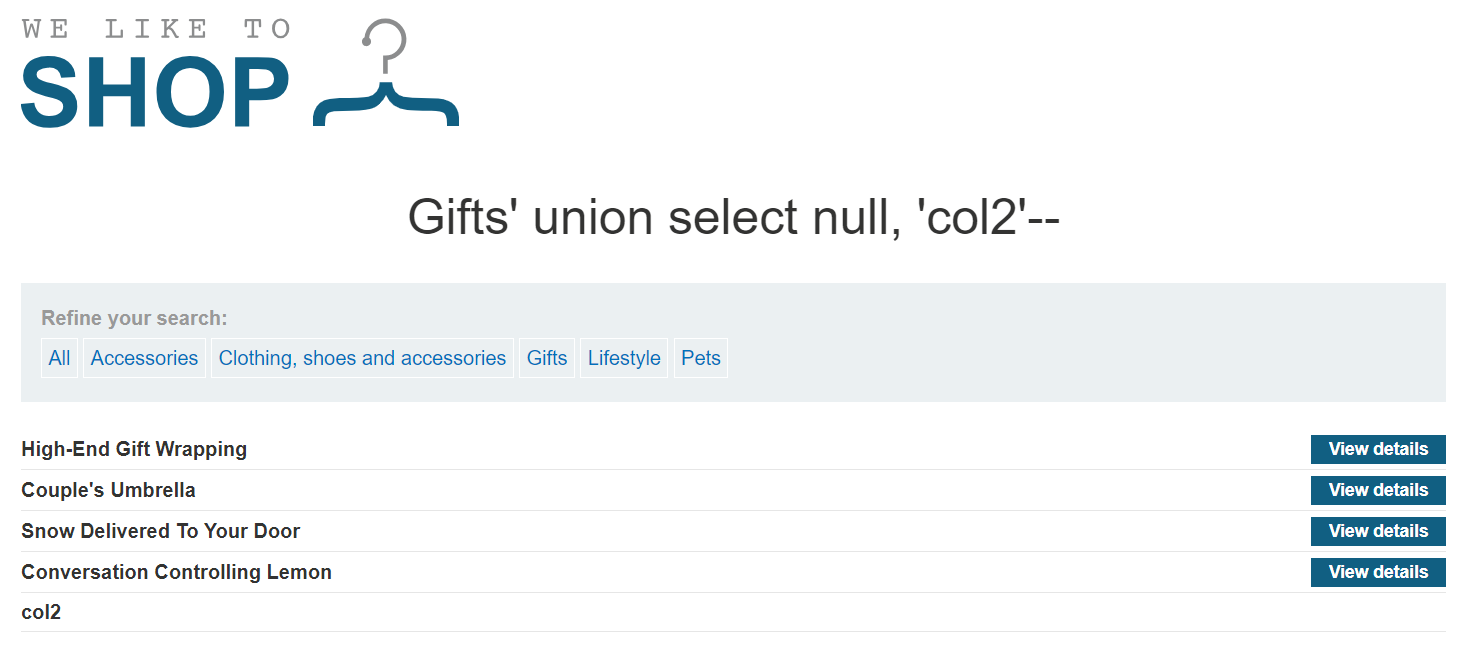 WE LIKE TO
SHOP
Gifts' union select null, 'col2'--
Refine your search:
All Accessories Clothing, shoes and accessories Gifts Lifestyle Pets
High-End Gift Wrapping View details
Couple's Umbrella View details
Snow Delivered To Your Door View details
Conversation Controlling Lemon View details
col2